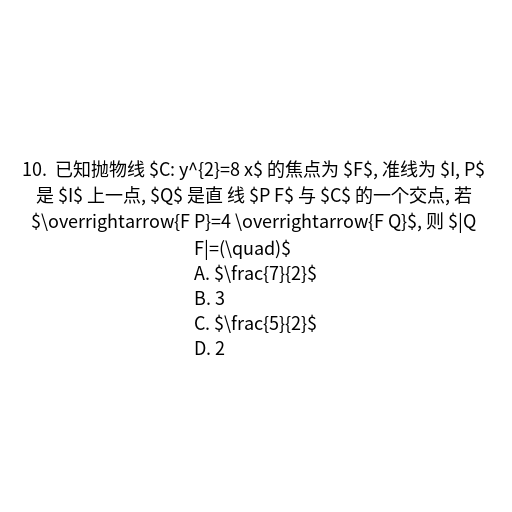 10. 已知抛物线 $C: y^{2}=8 x$ 的焦点为 $F$, 准线为 $l, P$
是 $l$ 上一点, $Q$ 是直 线 $P F$ 与 $C$ 的一个交点, 若
$\overrightarrow{F P}=4 \overrightarrow{F Q}$, 则 $|Q
F|=(\quad)$
A. $\frac{7}{2}$
B. 3
C. $\frac{5}{2}$
D. 2